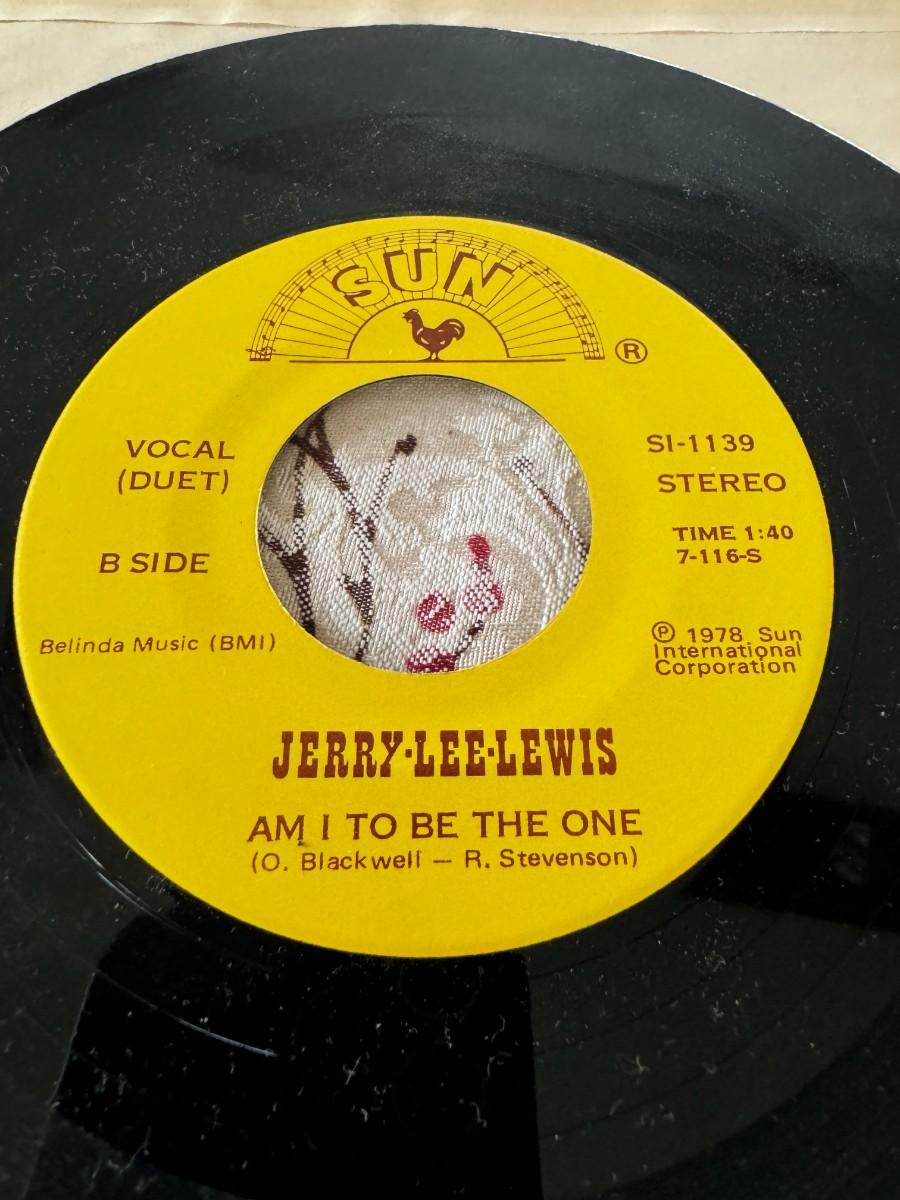 SUN
®
VOCAL
(DUET)
B SIDE
Belinda Music (BMI)
SI-1139
STEREO
TIME 1:40
7-116-S
℗ 1978 Sun
International
Corporation
JERRY·LEE·LEWIS
AM I TO BE THE ONE
(O. Blackwell — R. Stevenson)